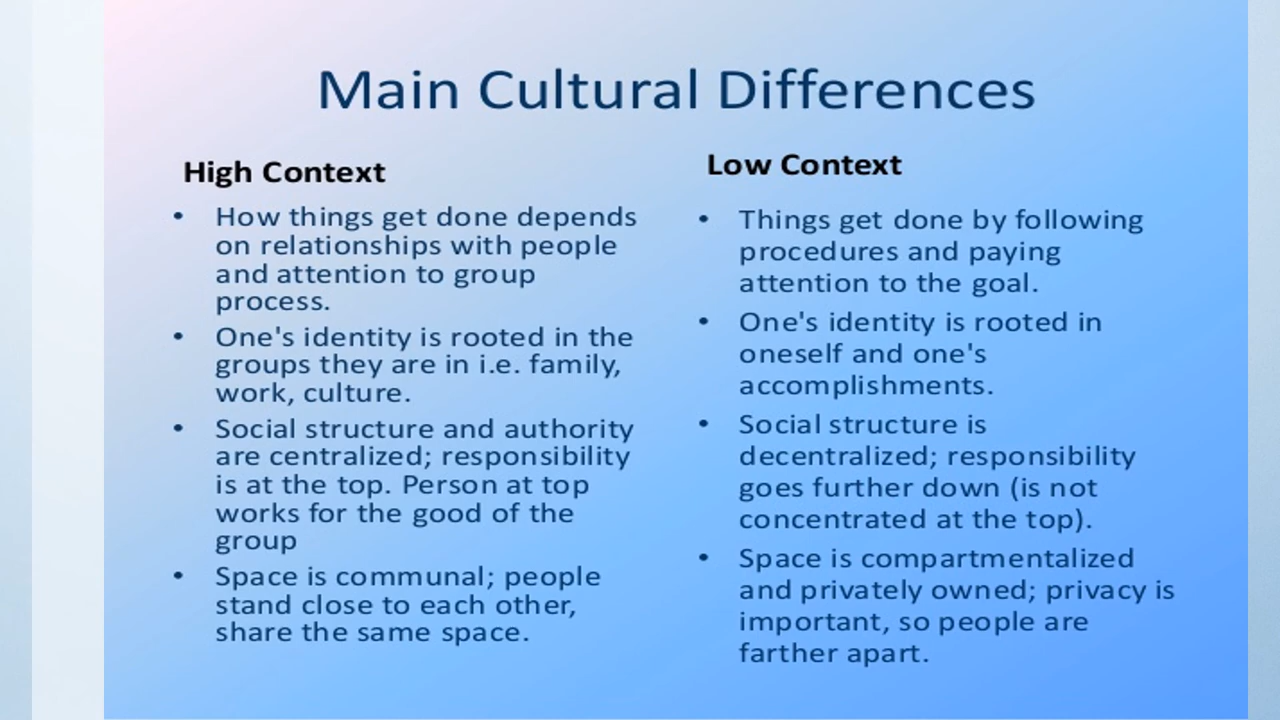 Main Cultural Differences
High Context
• How things get done depends
on relationships with people
and attention to group
process.
• One's identity is rooted in the
groups they are in i.e. family,
work, culture.
• Social structure and authority
are centralized; responsibility
is at the top. Person at top
works for the good of the
group
• Space is communal; people
stand close to each other,
share the same space.
Low Context
• Things get done by following
procedures and paying
attention to the goal.
• One's identity is rooted in
oneself and one's
accomplishments.
• Social structure is
decentralized; responsibility
goes further down (is not
concentrated at the top).
• Space is compartmentalized
and privately owned; privacy is
important, so people are
farther apart.